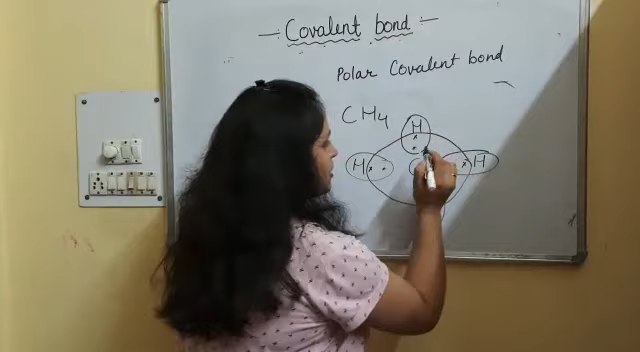 Covalent bond
Polar Covalent bond
CH4
H
H C H